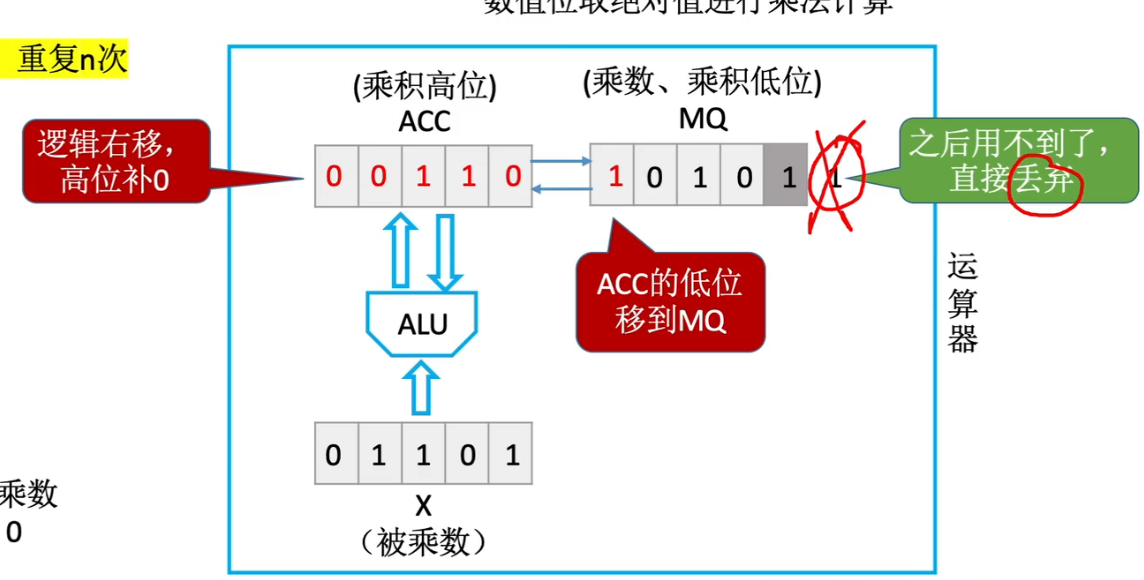 数值位取绝对值进行乘法计算
重复n次
(乘积高位)
ACC
(乘数、乘积低位)
MQ
逻辑右移，
高位补0
0 0 1 1 0
1 0 1 0 1 1
之后用不到了，
直接丢弃
ACC的低位
移到MQ
ALU
运
算
器
0 1 1 0 1
X
（被乘数）
乘数
0